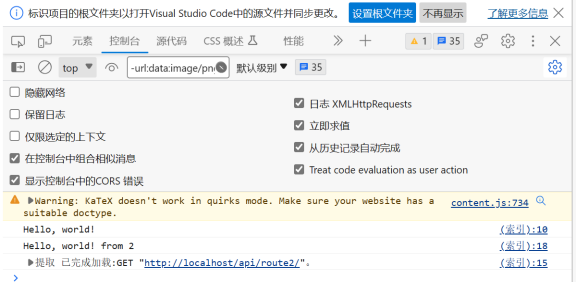 标识项目的根文件夹以打开Visual Studio Code中的源文件并同步更改。 设置根文件夹 不再显示 了解更多信息
元素 控制台 源代码 CSS 概述 性能 1 35
top -url:data:image/pn 默认级别 35
隐藏网络
日志 XMLHttpRequests
保留日志
立即求值
仅限选定的上下文
从历史记录自动完成
在控制台中组合相似消息
Treat code evaluation as user action
显示控制台中的CORS 错误
Warning: KaTeX doesn't work in quirks mode. Make sure your website has a content.js:734
suitable doctype.
Hello, world! (索引):10
Hello, world! from 2 (索引):18
提取 已完成加载:GET "http://localhost/api/route2/"。 (索引):15